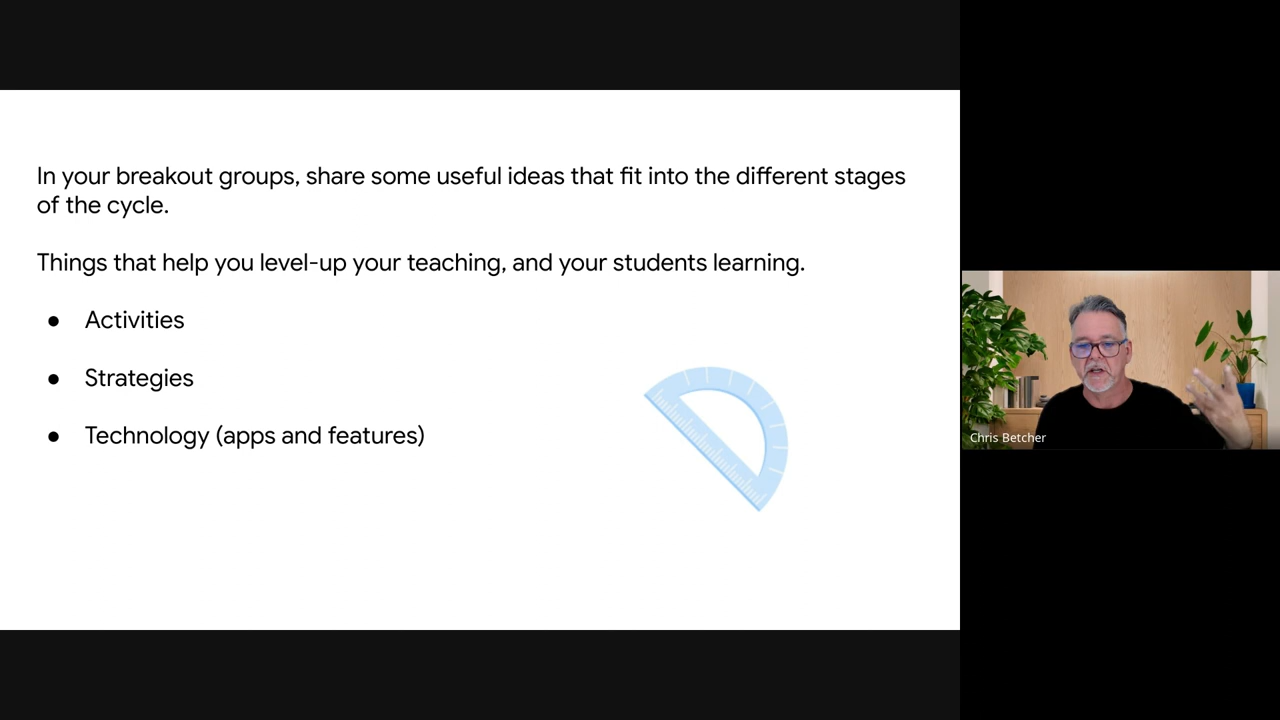 In your breakout groups, share some useful ideas that fit into the different stages
of the cycle.
Things that help you level-up your teaching, and your students learning.
● Activities
● Strategies
● Technology (apps and features)
Chris Betcher